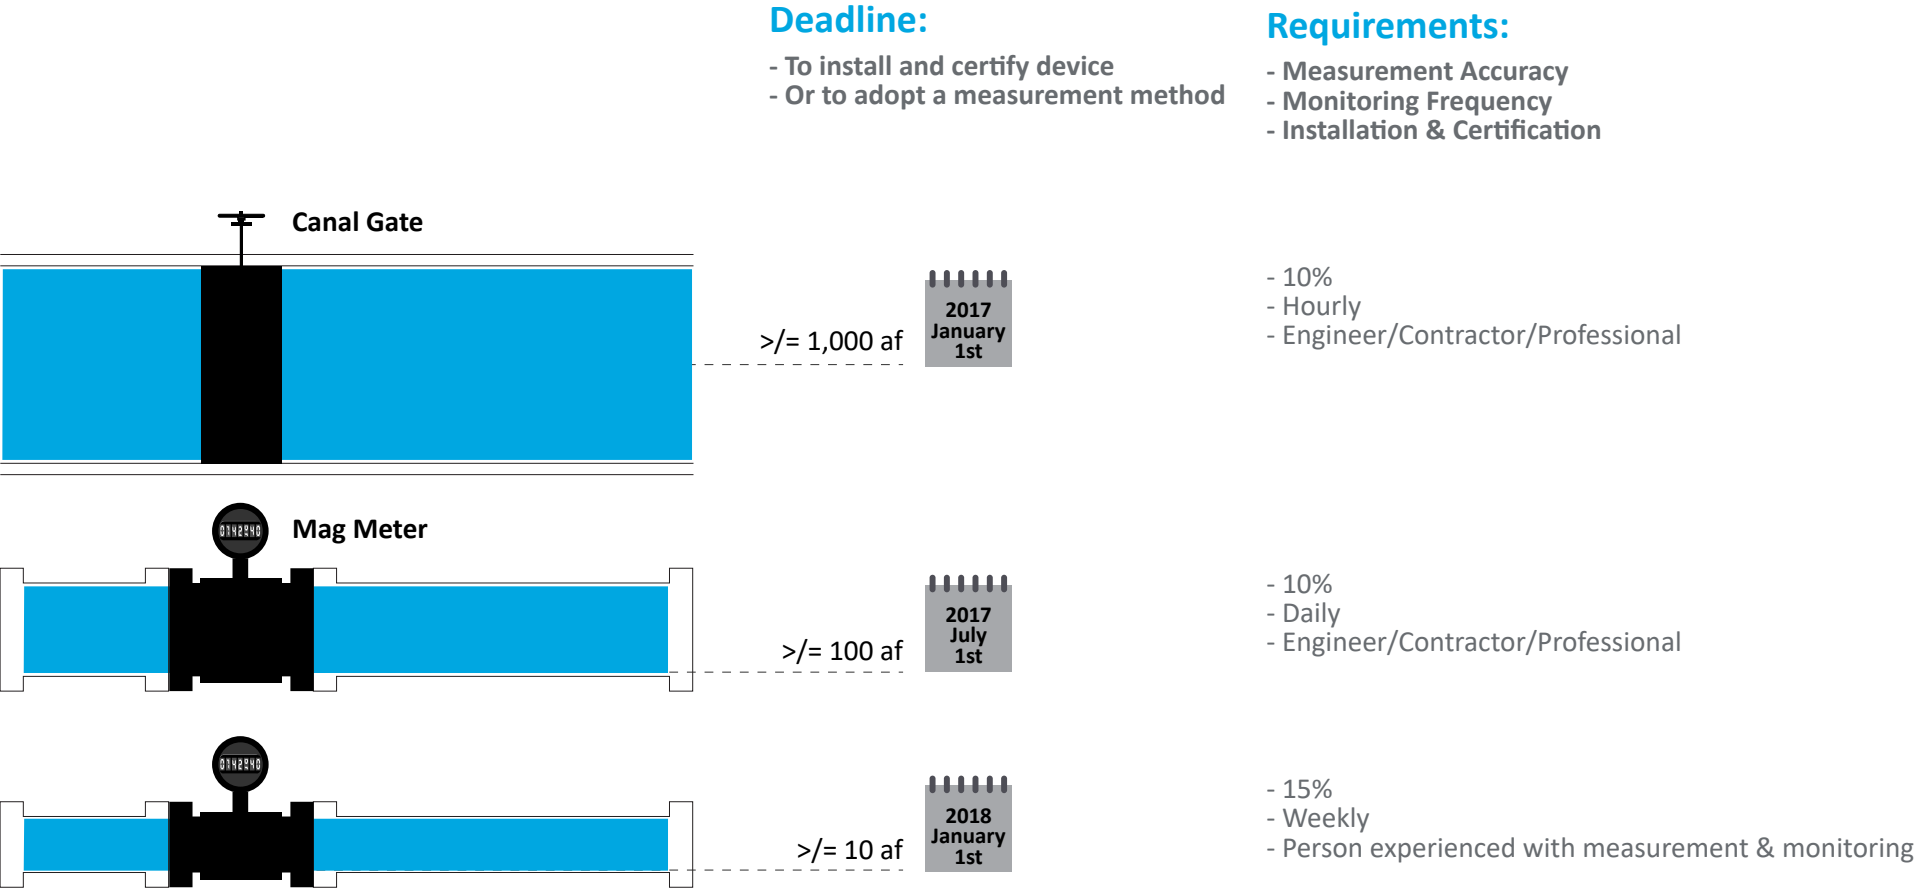 Deadline:
- To install and certify device
- Or to adopt a measurement method
Requirements:
- Measurement Accuracy
- Monitoring Frequency
- Installation & Certification
Canal Gate
>/= 1,000 af
2017
January
1st
- 10%
- Hourly
- Engineer/Contractor/Professional
Mag Meter
>/= 100 af
2017
July
1st
- 10%
- Daily
- Engineer/Contractor/Professional
>/= 10 af
2018
January
1st
- 15%
- Weekly
- Person experienced with measurement & monitoring